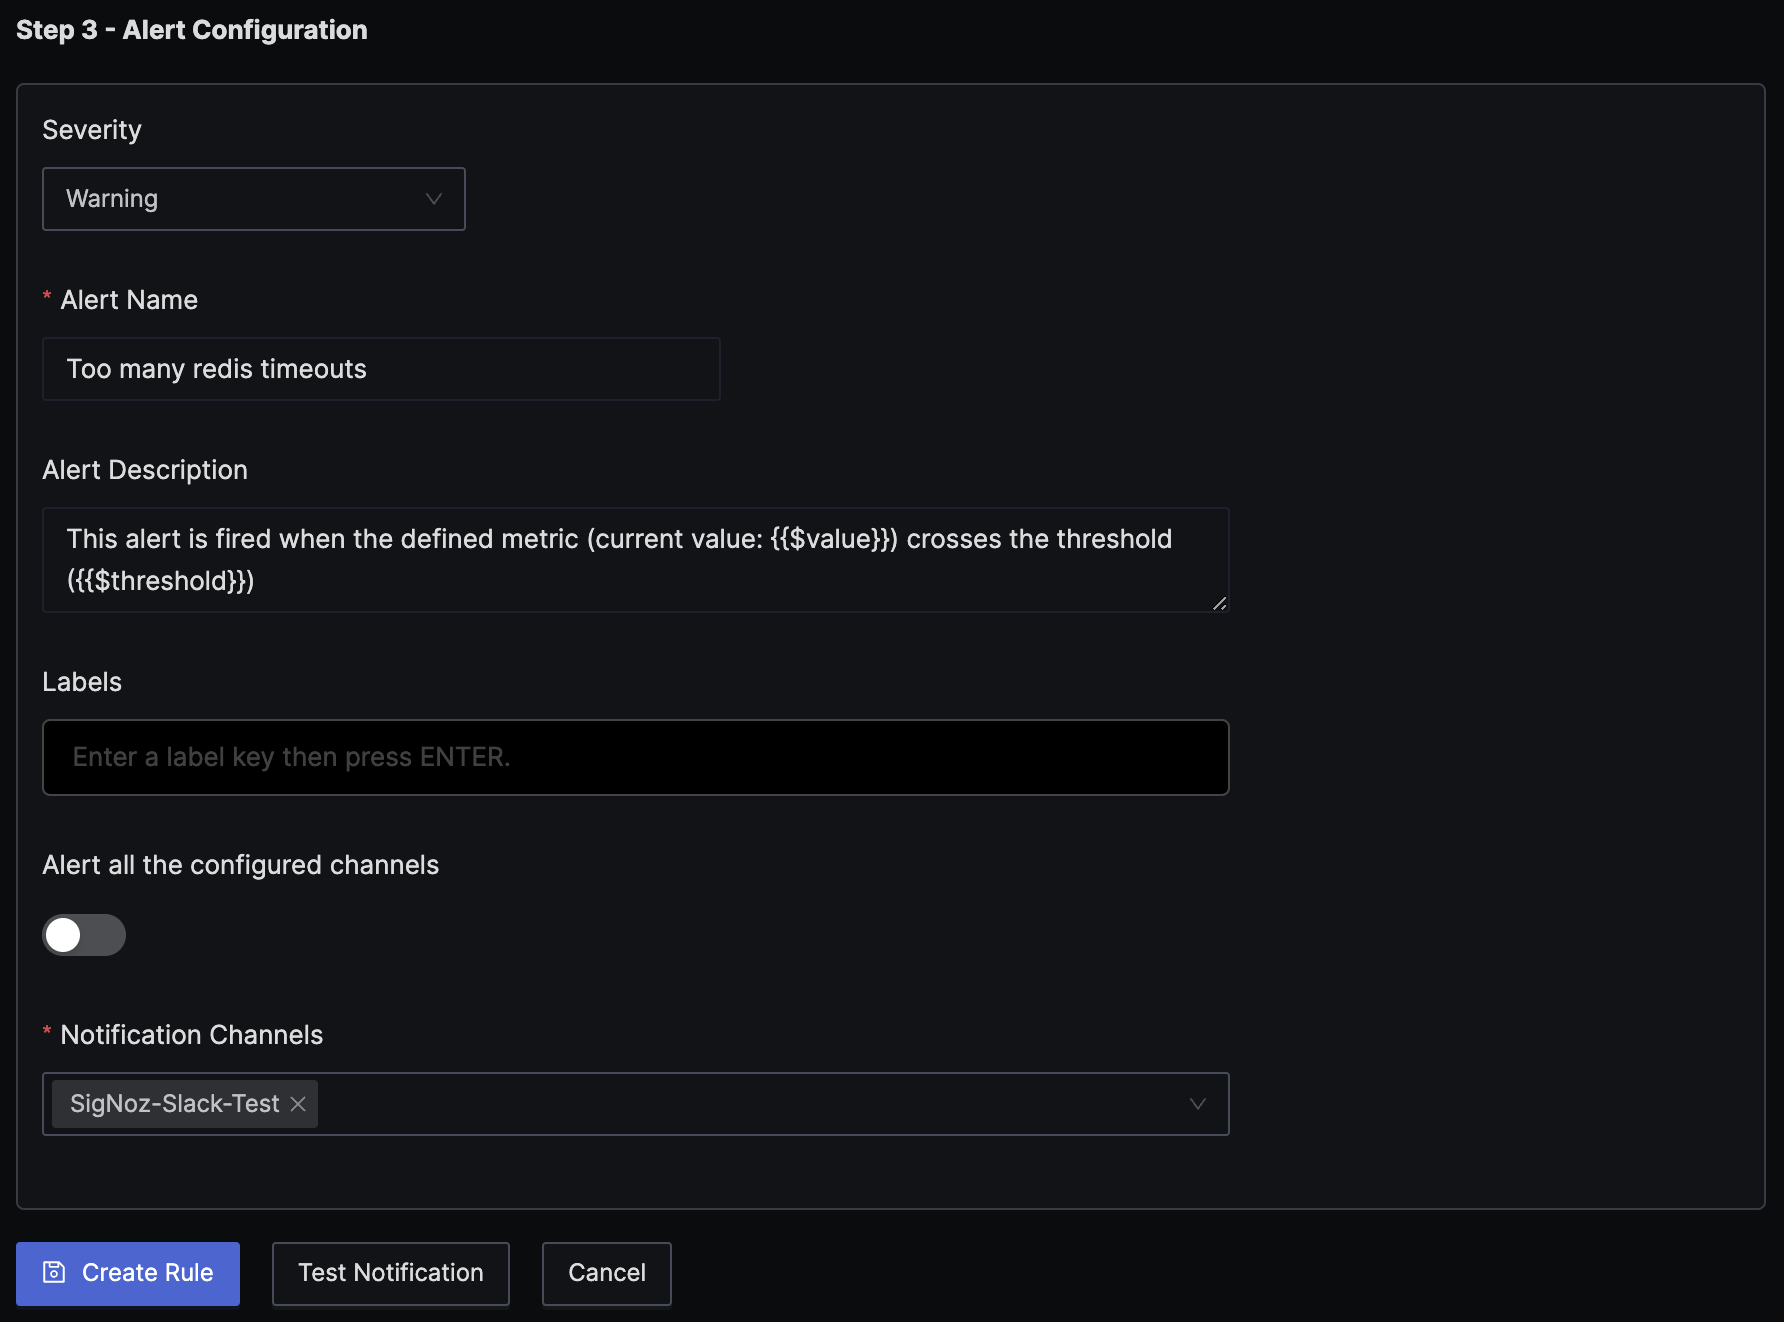 Step 3 - Alert Configuration
Severity
Warning
* Alert Name
Too many redis timeouts
Alert Description
This alert is fired when the defined metric (current value: {{$value}}) crosses the threshold
({{$threshold}})
Labels
Enter a label key then press ENTER.
Alert all the configured channels
* Notification Channels
SigNoz-Slack-Test
Create Rule
Test Notification
Cancel